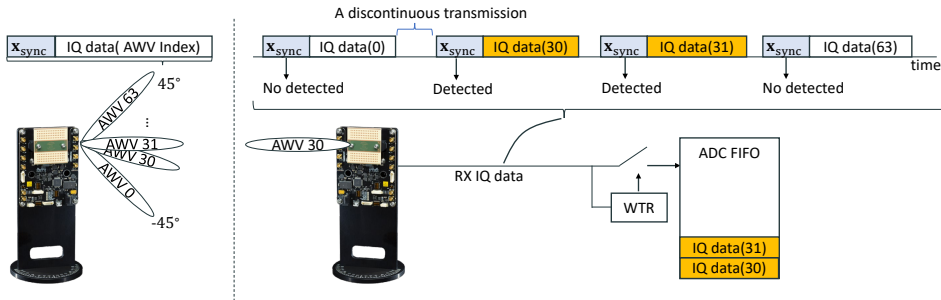 A discontinuous transmission
x_sync IQ data( AWV Index)
x_sync IQ data(0) x_sync IQ data(30) x_sync IQ data(31) x_sync IQ data(63)
time
No detected Detected Detected No detected
45°
AWV 63
...
AWV 31
AWV 30
AWV 0
-45°
AWV 30
RX IQ data
WTR
ADC FIFO
IQ data(31)
IQ data(30)